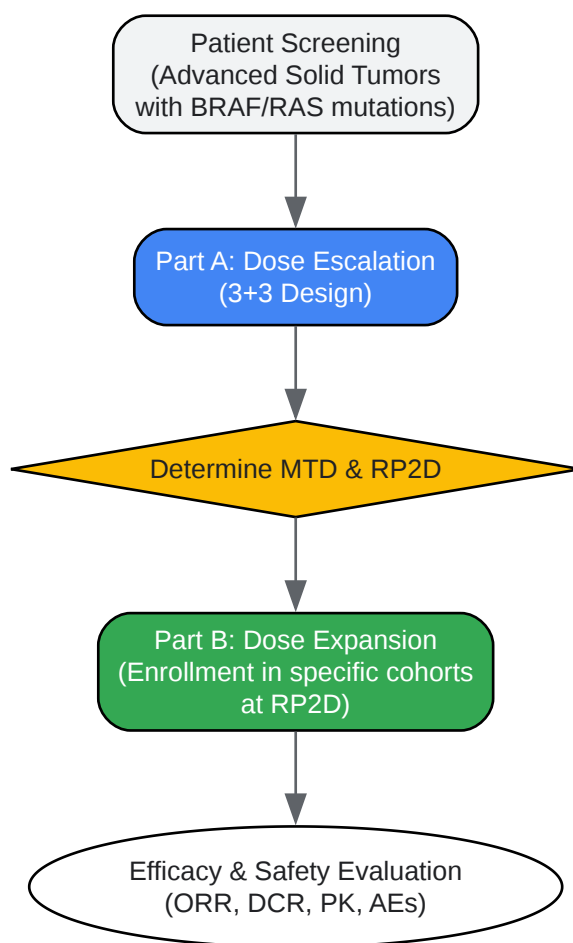 Patient Screening
(Advanced Solid Tumors
with BRAF/RAS mutations)
Part A: Dose Escalation
(3+3 Design)
Determine MTD & RP2D
Part B: Dose Expansion
(Enrollment in specific cohorts
at RP2D)
Efficacy & Safety Evaluation
(ORR, DCR, PK, AEs)